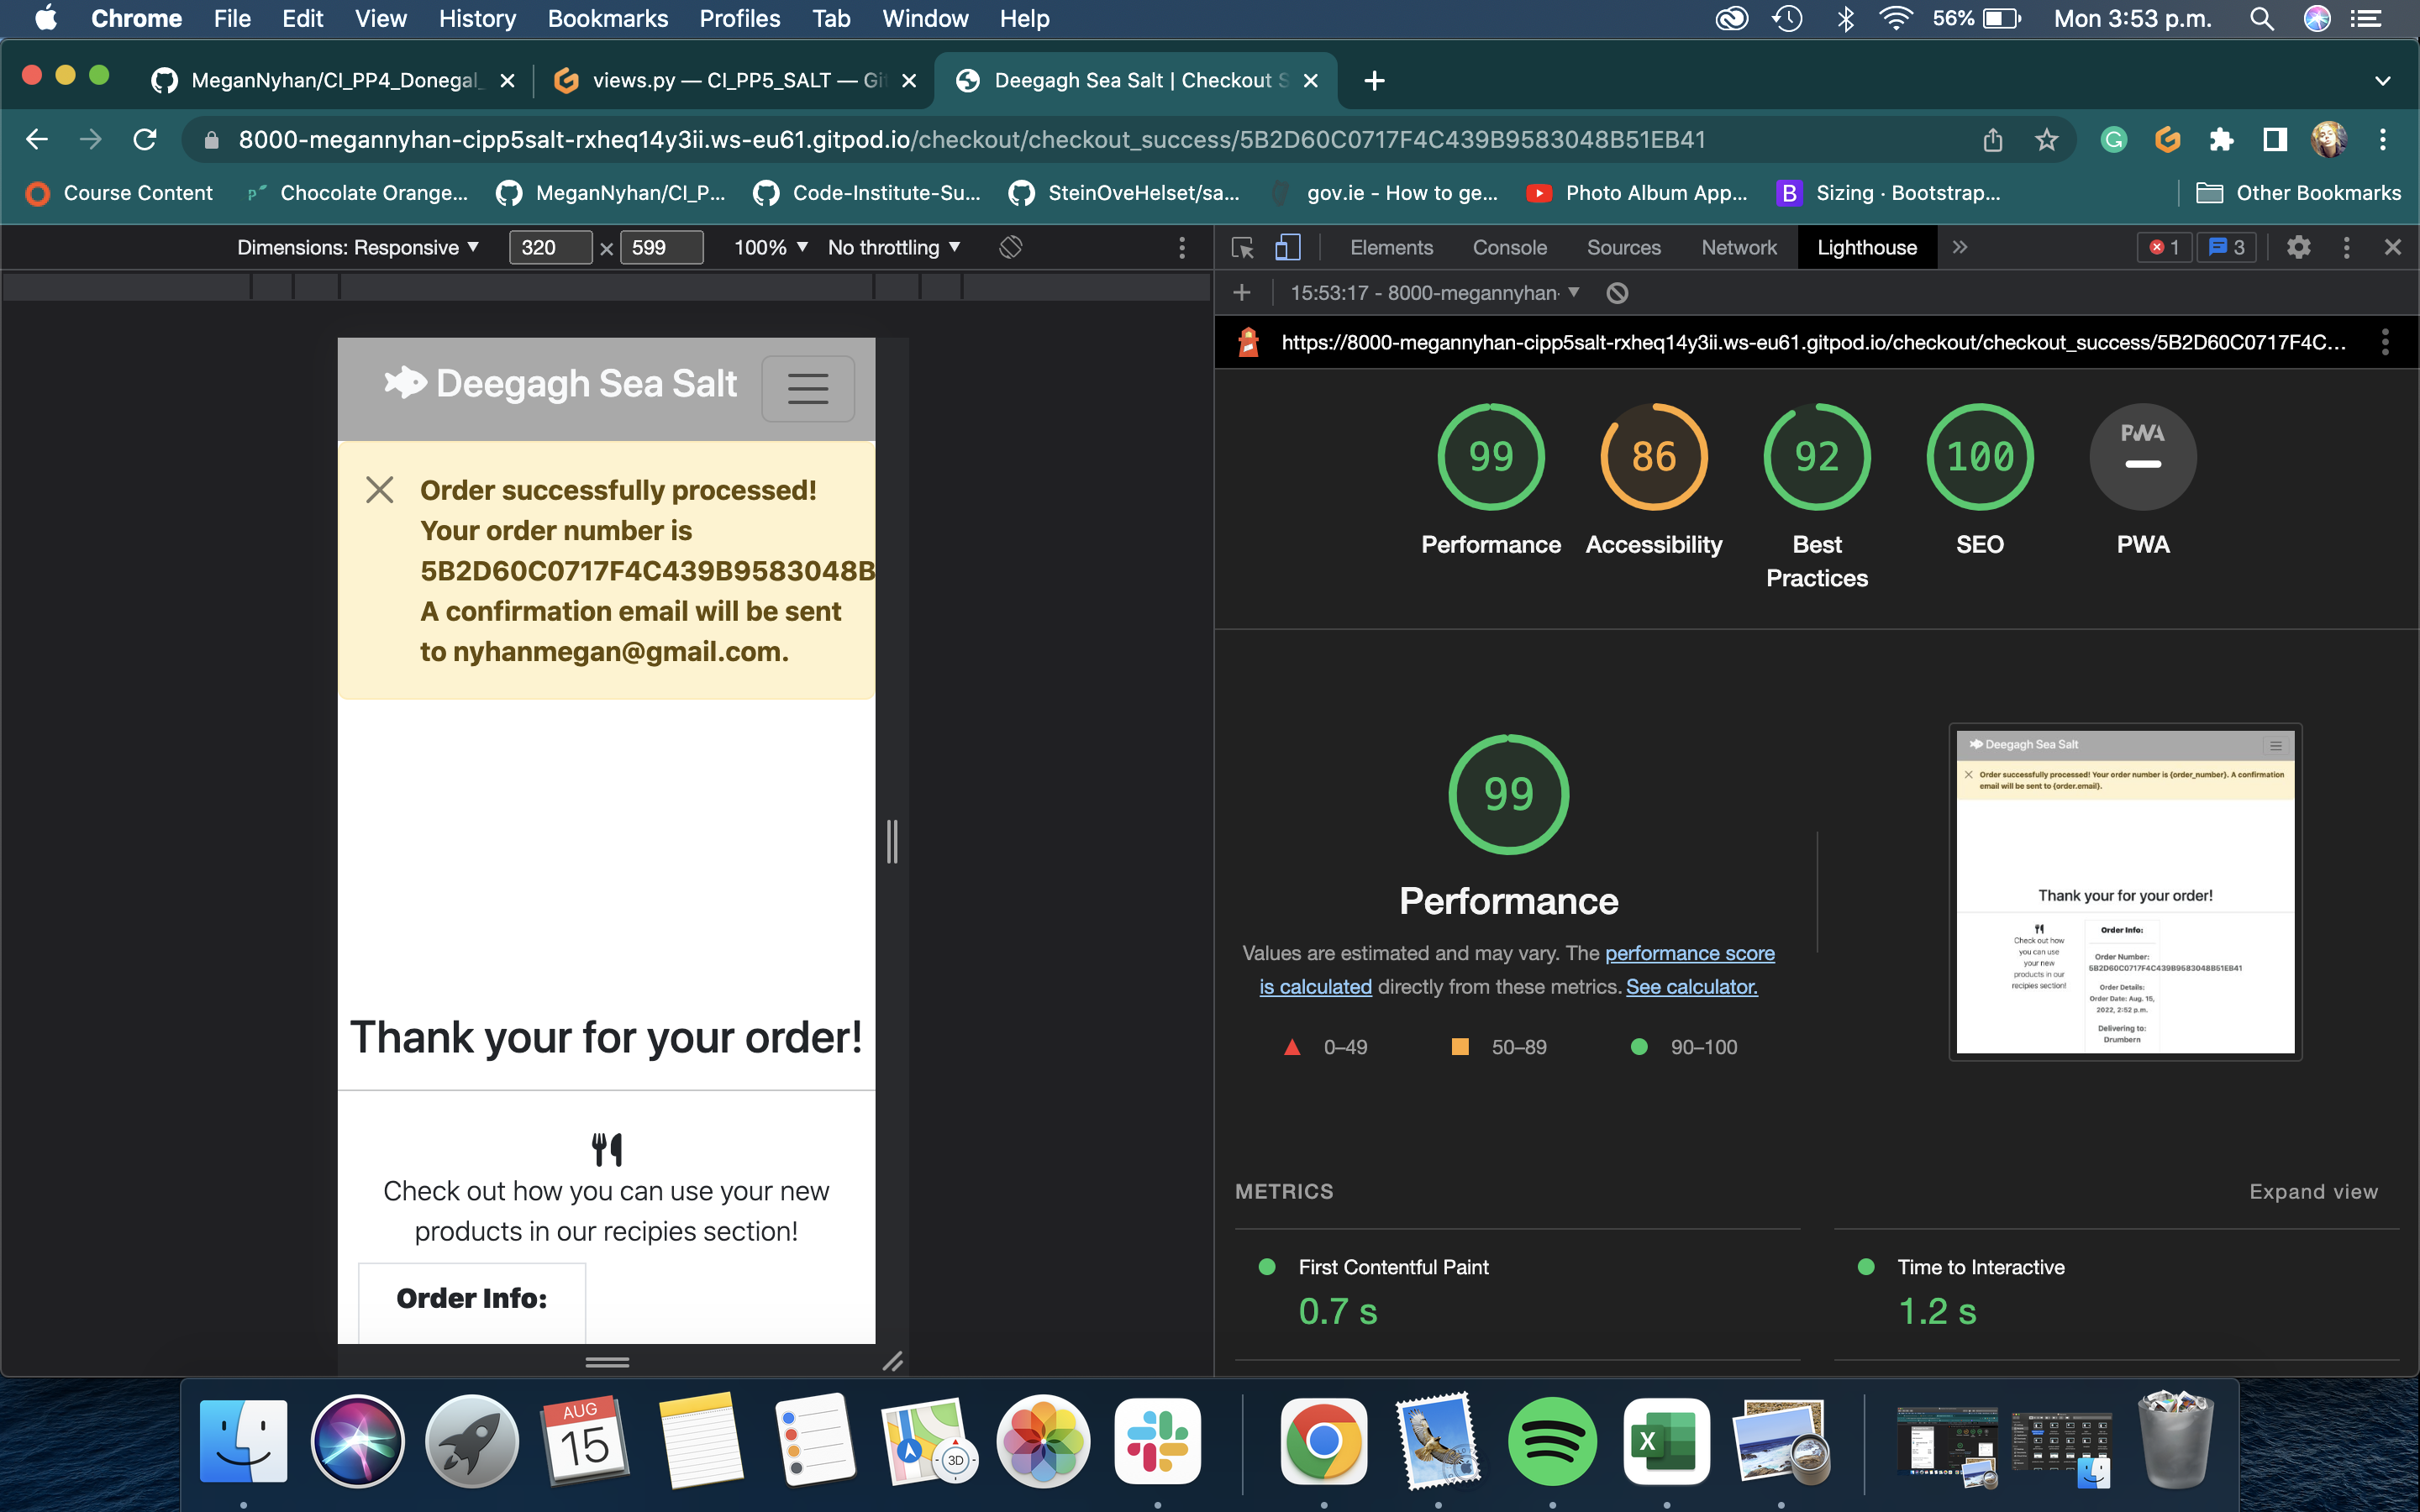 Chrome File Edit View History Bookmarks Profiles Tab Window Help 56% Mon 3:53 p.m.
MeganNyhan/CI_PP4_Donegal_ views.py — CI_PP5_SALT — Git Deegagh Sea Salt | Checkout S
8000-megannyhan-cipp5salt-rxheq14y3ii.ws-eu61.gitpod.io/checkout/checkout_success/5B2D60C0717F4C439B9583048B51EB41
Course Content Chocolate Orange... MeganNyhan/CI_P... Code-Institute-Su... SteinOveHelset/sa... gov.ie - How to ge... Photo Album App... B Sizing · Bootstrap... Other Bookmarks
Dimensions: Responsive 320 × 599 100% No throttling
Elements Console Sources Network Lighthouse 1 3
15:53:17 - 8000-megannyhan-
https://8000-megannyhan-cipp5salt-rxheq14y3ii.ws-eu61.gitpod.io/checkout/checkout_success/5B2D60C0717F4C...
Deegagh Sea Salt
Order successfully processed!
Your order number is
5B2D60C0717F4C439B9583048B
A confirmation email will be sent
to nyhanmegan@gmail.com.
Thank your for your order!
Check out how you can use your new
products in our recipies section!
Order Info:
99 86 92 100 PWA
Performance Accessibility Best Practices SEO PWA
99
Performance
Values are estimated and may vary. The performance score
is calculated directly from these metrics. See calculator.
0–49 50–89 90–100
Deegagh Sea Salt
Order successfully processed! Your order number is {order_number}. A confirmation
email will be sent to {order.email}.
Thank your for your order!
Check out how
you can use
your new
products in our
recipies section!
Order Info:
Order Number:
5B2D60C0717F4C439B9583048B51EB41
Order Details:
Order Date: Aug. 15,
2022, 2:52 p.m.
Delivering to:
Drumbern
METRICS Expand view
First Contentful Paint
0.7 s
Time to Interactive
1.2 s
AUG
15
3D
X